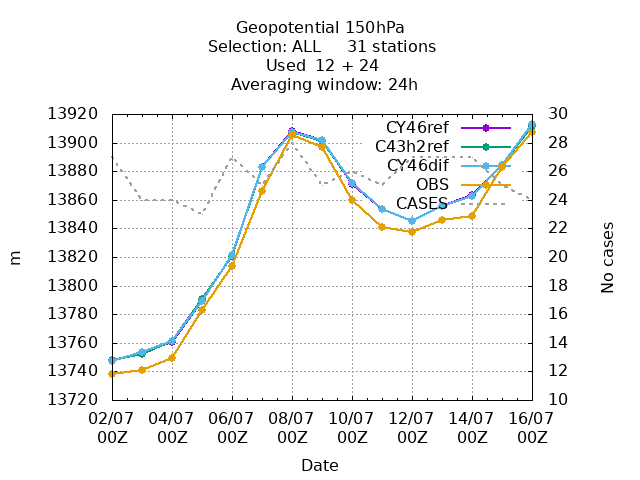 Geopotential 150hPa
Selection: ALL 31 stations
Used 12 + 24
Averaging window: 24h
13920
13900
13880
13860
13840
13820
13800
13780
13760
13740
13720
30
28
26
24
22
20
18
16
14
12
10
CY46ref
C43h2ref
CY46dif
OBS
CASES
m
No cases
02/07 04/07 06/07 08/07 10/07 12/07 14/07 16/07
00Z 00Z 00Z 00Z 00Z 00Z 00Z 00Z
Date